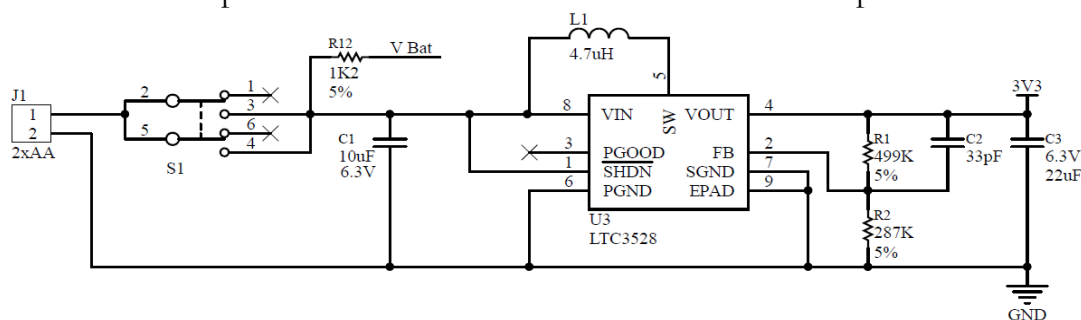 L1
4.7uH
R12
V Bat
1K2
5%
5
J1
1
2
2xAA
2
5
1
3
6
4
S1
C1
10uF
6.3V
8
3
1
6
VIN
PGOOD
SHDN
PGND
SW
VOUT
FB
SGND
EPAD
4
2
7
9
U3
LTC3528
R1
499K
5%
R2
287K
5%
C2
33pF
3V3
C3
6.3V
22uF
GND